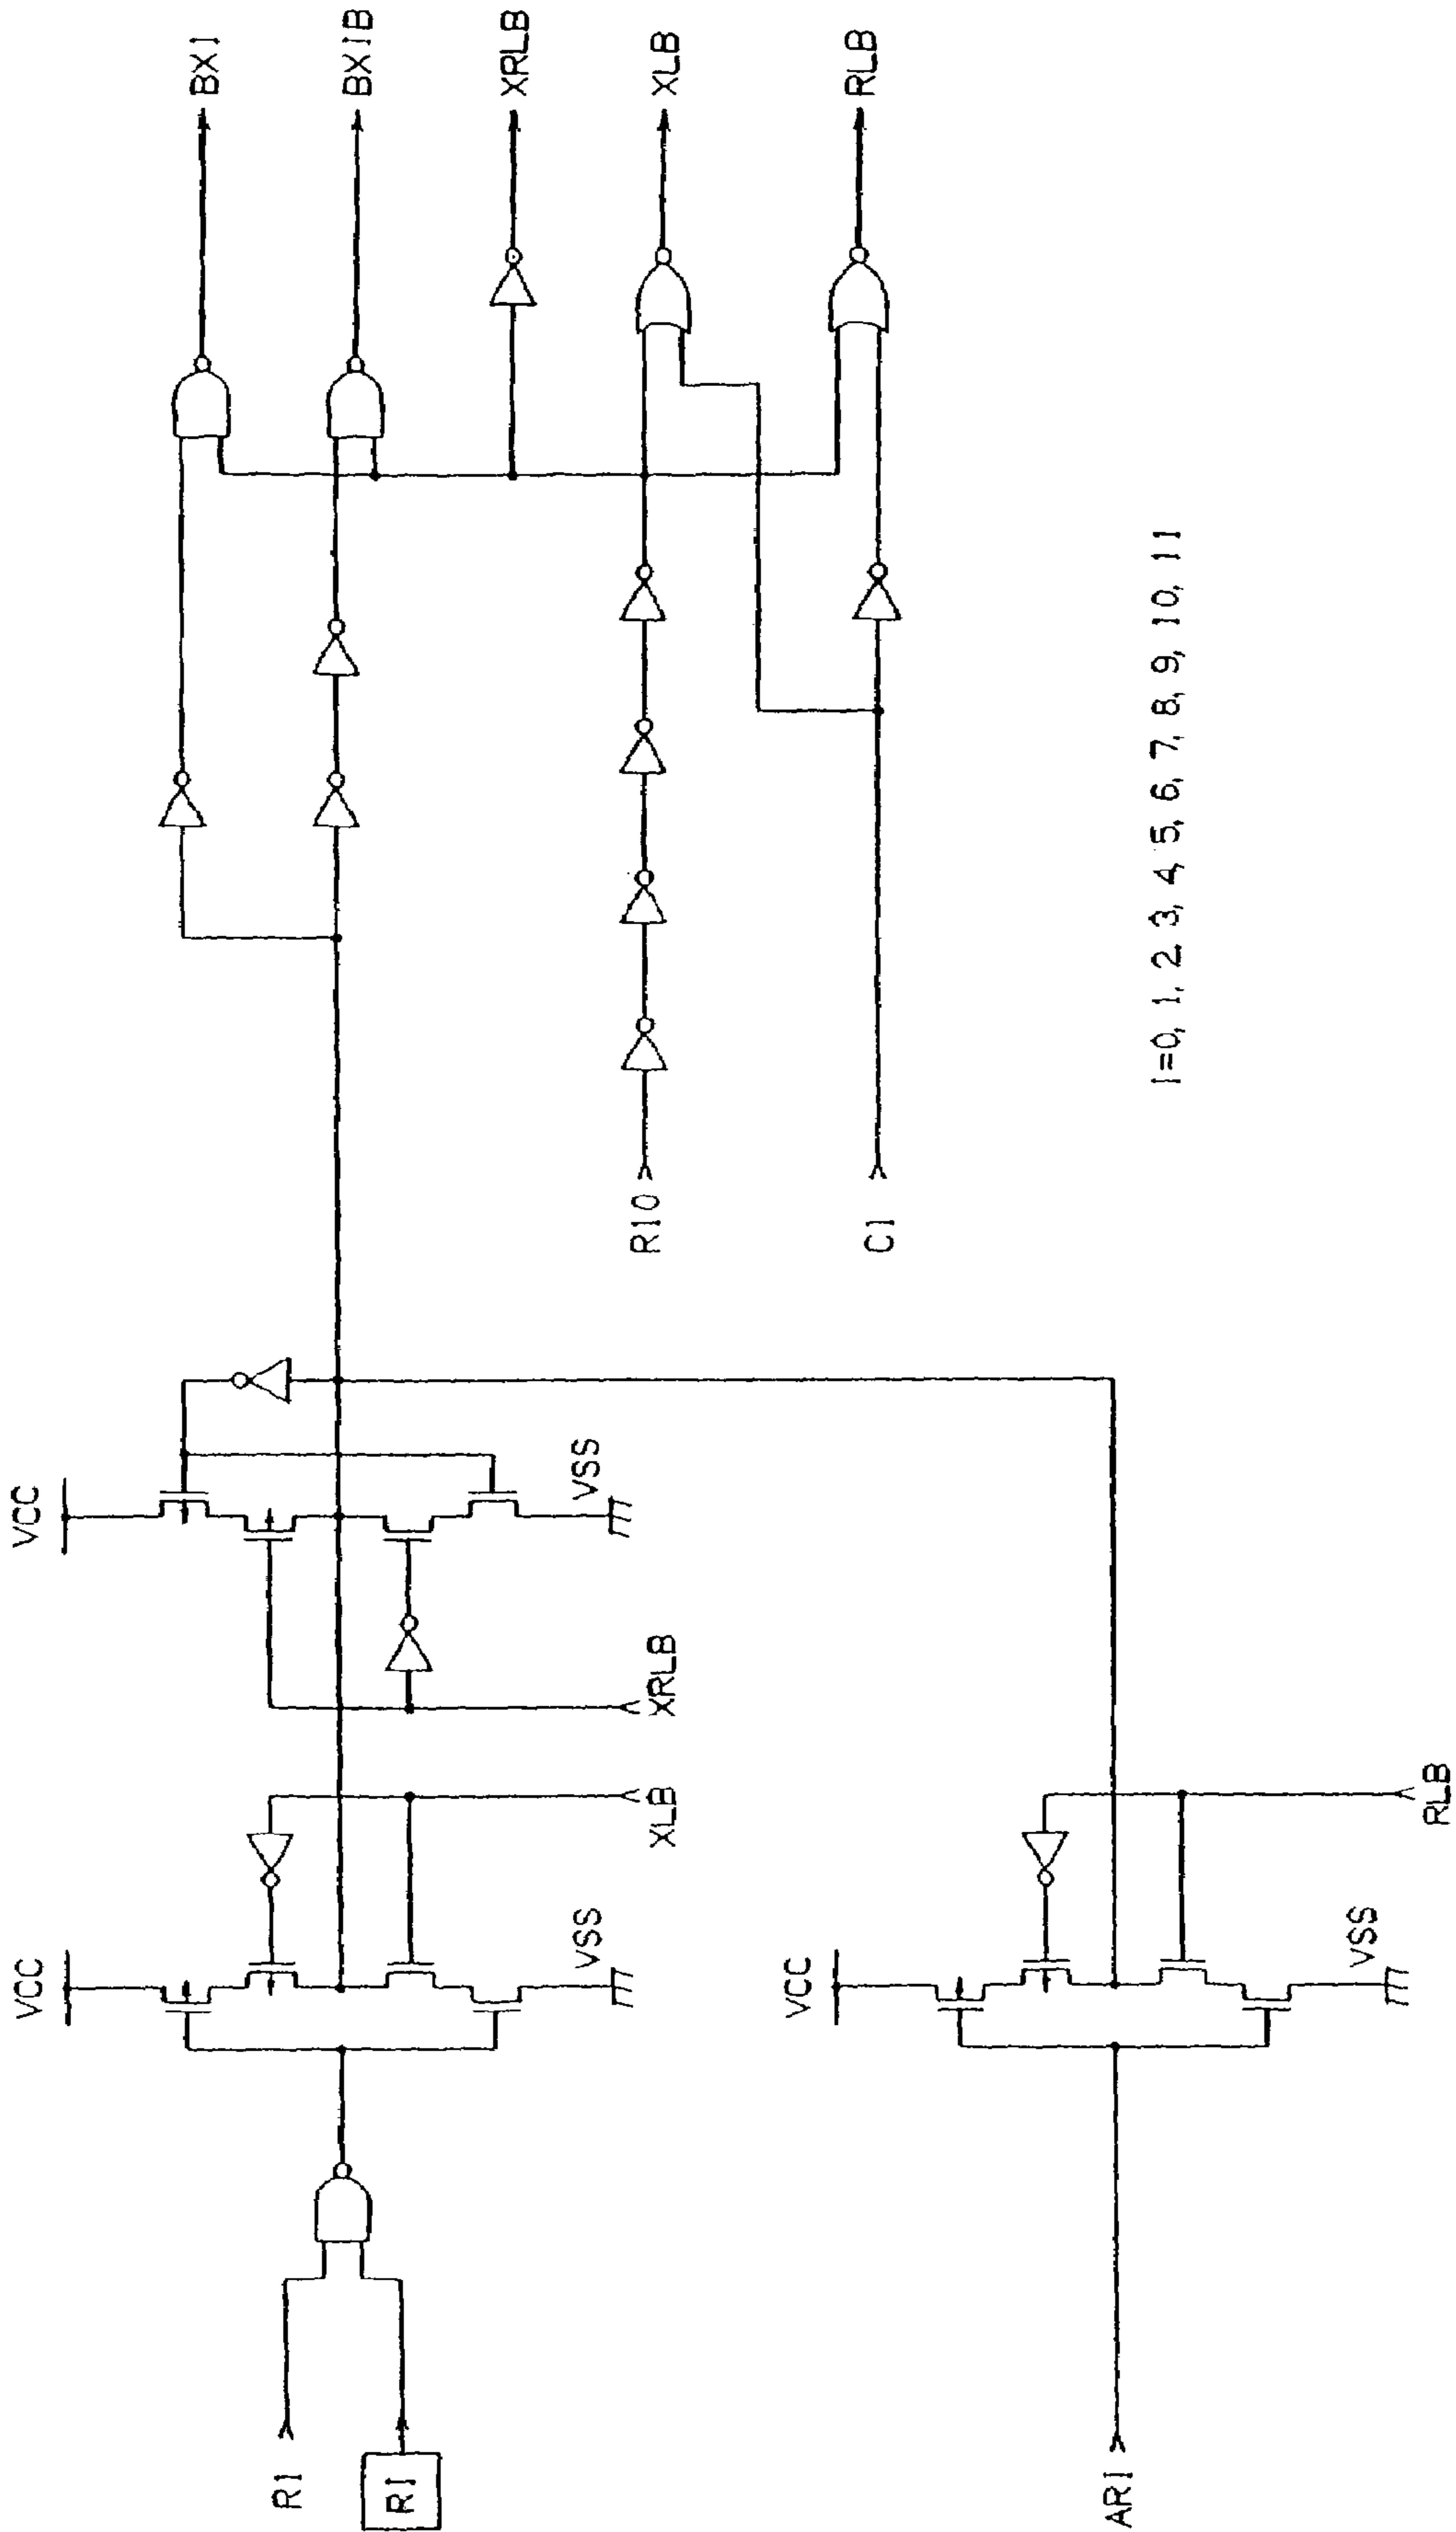 VCC
VCC
BXI
RI
BXIB
RI
XRLB
VSS
VSS
XLB
XRLB
R10
XLB
VCC
C1
RLB
ARI
I=0, 1, 2, 3, 4, 5, 6, 7, 8, 9, 10, 11
VSS
RLB